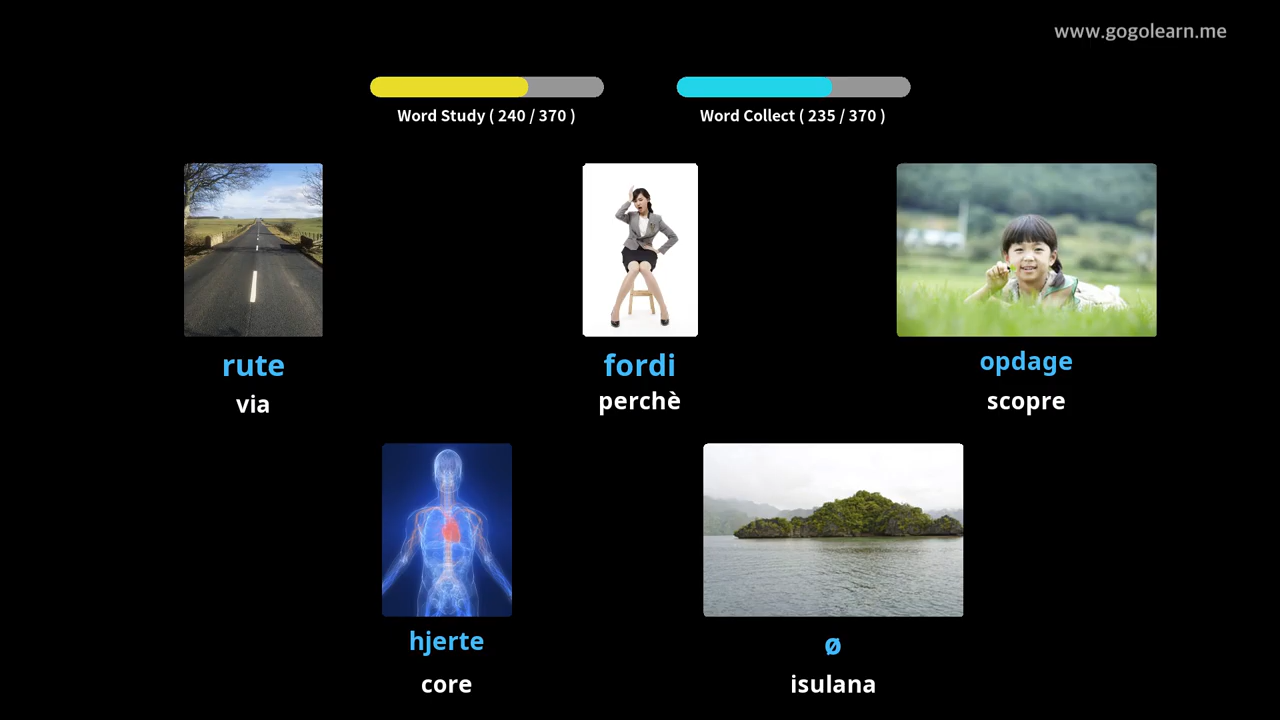 www.gogolearn.me
Word Study ( 240 / 370 )
Word Collect ( 235 / 370 )
rute
via
fordi
perchè
opdage
scopre
hjerte
core
ø
isulana